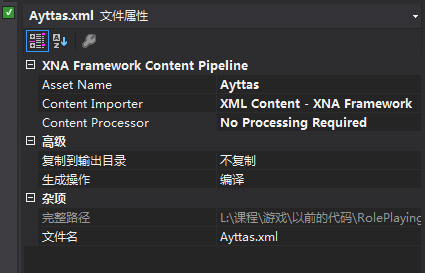 Ayttas.xml 文件属性
XNA Framework Content Pipeline
Asset Name Ayttas
Content Importer XML Content - XNA Framework
Content Processor No Processing Required
高级
复制到输出目录 不复制
生成操作 编译
杂项
完整路径 L:\课程\游戏\以前的代码\RolePlaying
文件名 Ayttas.xml